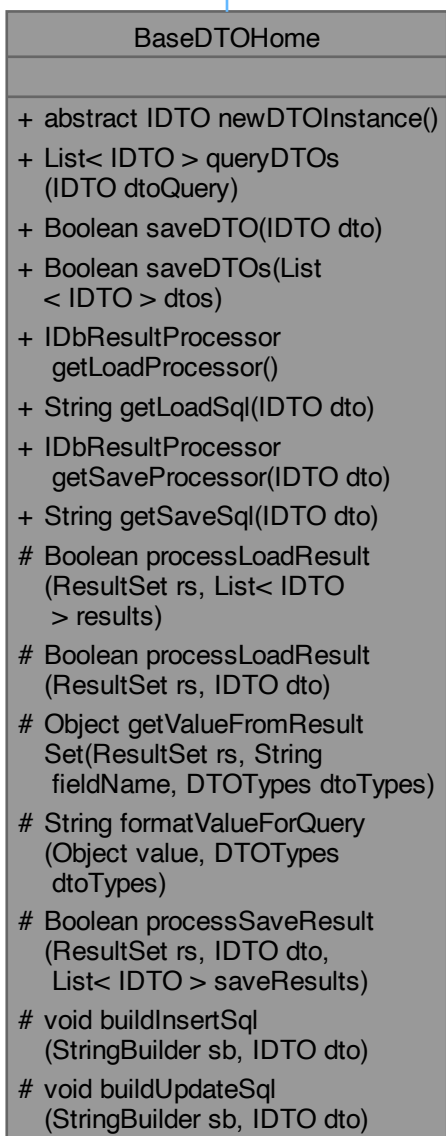 BaseDTOHome
+ abstract IDTO newDTOInstance()
+ List< IDTO > queryDTOs
(IDTO dtoQuery)
+ Boolean saveDTO(IDTO dto)
+ Boolean saveDTOs(List
< IDTO > dtos)
+ IDbResultProcessor
getLoadProcessor()
+ String getLoadSql(IDTO dto)
+ IDbResultProcessor
getSaveProcessor(IDTO dto)
+ String getSaveSql(IDTO dto)
# Boolean processLoadResult
(ResultSet rs, List< IDTO
> results)
# Boolean processLoadResult
(ResultSet rs, IDTO dto)
# Object getValueFromResult
Set(ResultSet rs, String
fieldName, DTOTypes dtoTypes)
# String formatValueForQuery
(Object value, DTOTypes
dtoTypes)
# Boolean processSaveResult
(ResultSet rs, IDTO dto,
List< IDTO > saveResults)
# void buildInsertSql
(StringBuilder sb, IDTO dto)
# void buildUpdateSql
(StringBuilder sb, IDTO dto)